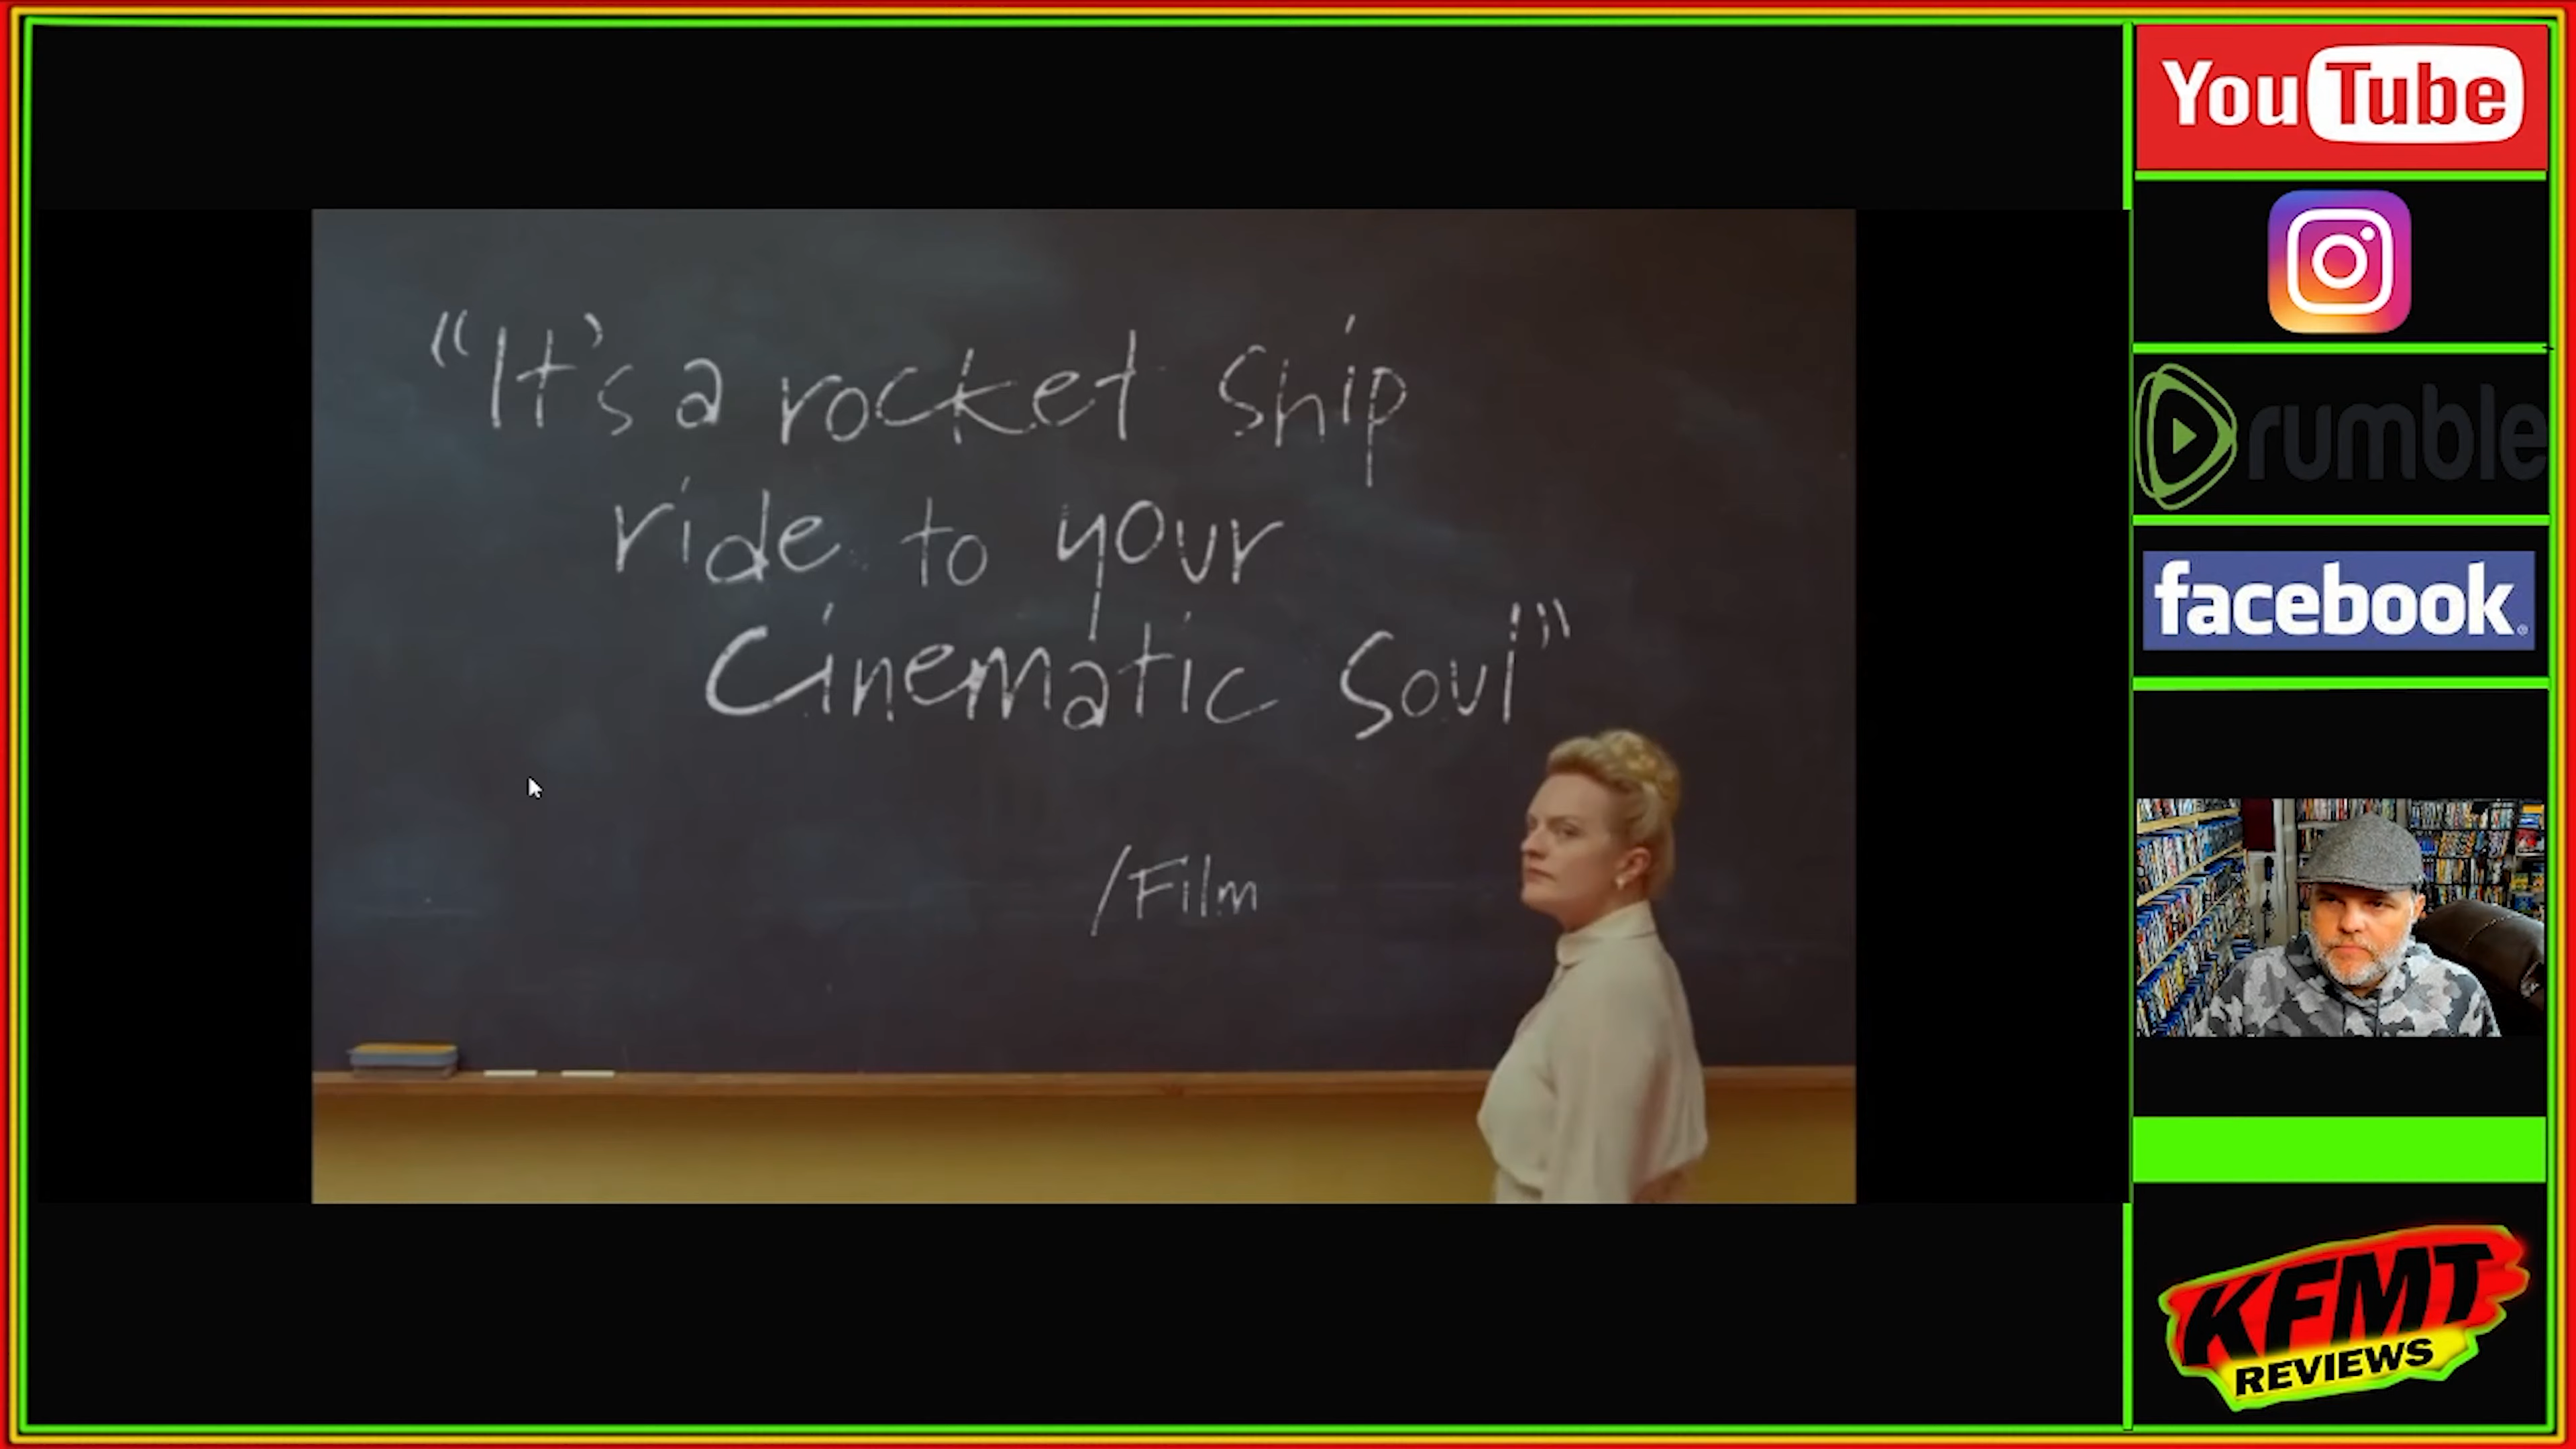 "It's a rocket ship
ride to your
Cinematic Soul"
/Film
YouTube
rumble
facebook
KFMT
REVIEWS